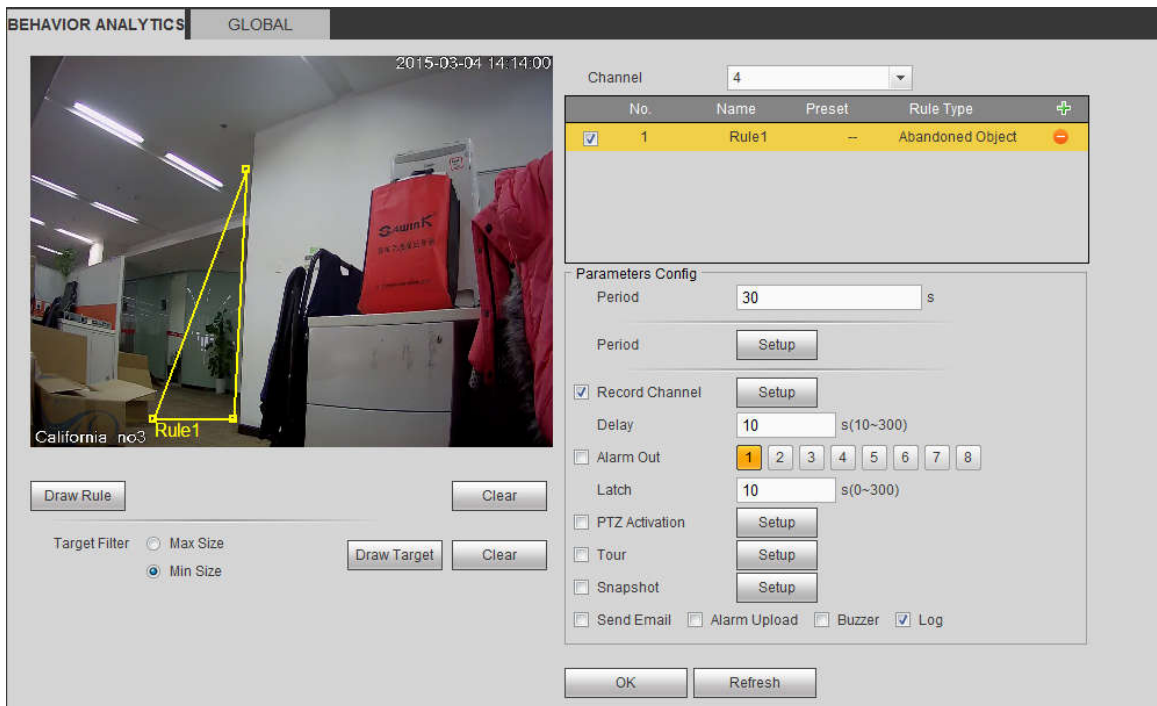 BEHAVIOR ANALYTICS GLOBAL
2015-03-04 14:14:00
SAWINK
California no3 Rule1
Draw Rule Clear
Target Filter Max Size
Min Size
Draw Target Clear
Channel 4
No. Name Preset Rule Type
1 Rule1 -- Abandoned Object
Parameters Config
Period 30 s
Period Setup
Record Channel Setup
Delay 10 s(10~300)
Alarm Out 1 2 3 4 5 6 7 8
Latch 10 s(0~300)
PTZ Activation Setup
Tour Setup
Snapshot Setup
Send Email Alarm Upload Buzzer Log
OK Refresh